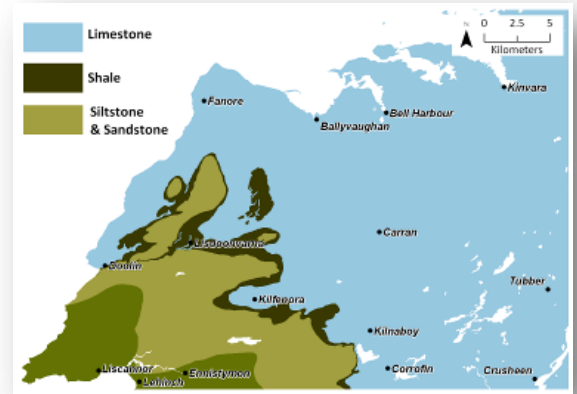 Limestone
Shale
Siltstone
& Sandstone
N
0 2.5 5
Kilometers
Kinvara
Fanore
Bell Harbour
Ballyvaughan
Carran
Lisdoonvarna
Doolin
Tubber
Kilfenora
Kilnaboy
Liscannor
Ennistymon
Corrofin
Crusheen
Lehinch